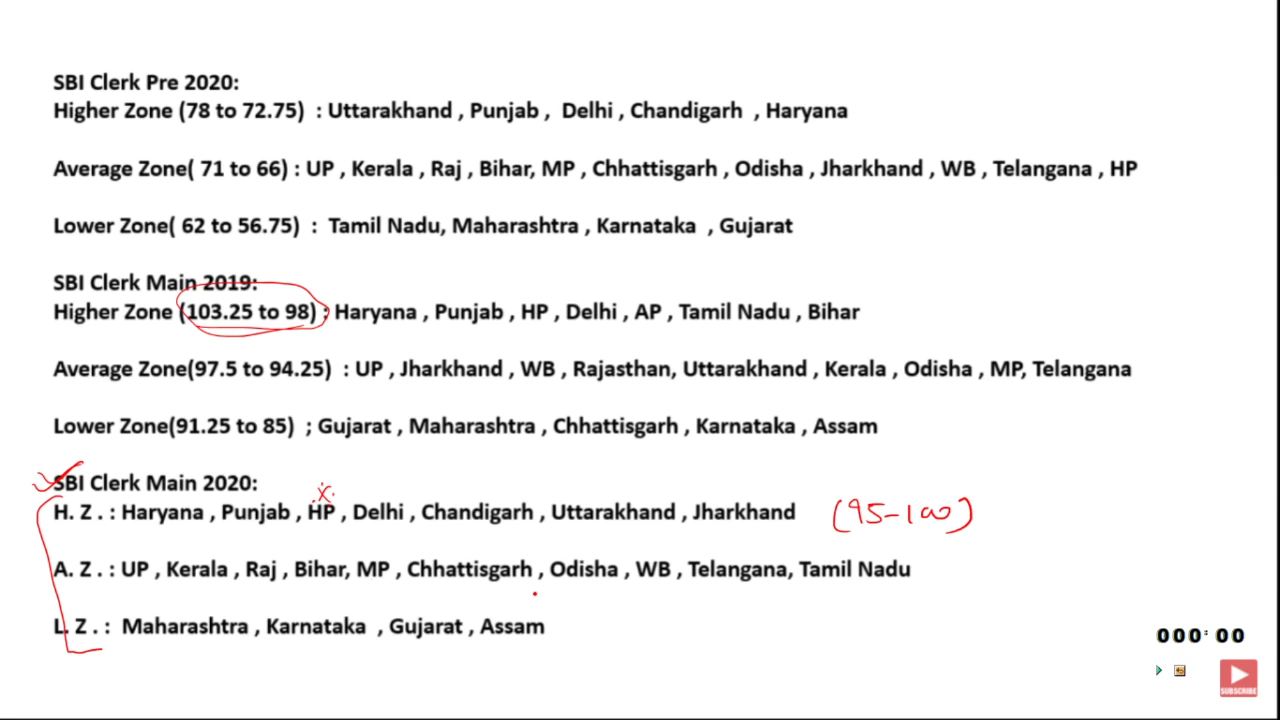 SBI Clerk Pre 2020:
Higher Zone (78 to 72.75) : Uttarakhand , Punjab , Delhi , Chandigarh , Haryana
Average Zone( 71 to 66) : UP , Kerala , Raj , Bihar, MP , Chhattisgarh , Odisha , Jharkhand , WB , Telangana , HP
Lower Zone( 62 to 56.75) : Tamil Nadu, Maharashtra , Karnataka , Gujarat
SBI Clerk Main 2019:
Higher Zone (103.25 to 98) : Haryana , Punjab , HP , Delhi , AP , Tamil Nadu , Bihar
Average Zone(97.5 to 94.25) : UP , Jharkhand , WB , Rajasthan, Uttarakhand , Kerala , Odisha , MP, Telangana
Lower Zone(91.25 to 85) ; Gujarat , Maharashtra , Chhattisgarh , Karnataka , Assam
SBI Clerk Main 2020:
H. Z . : Haryana , Punjab , HP , Delhi , Chandigarh , Uttarakhand , Jharkhand (95-100)
A. Z . : UP , Kerala , Raj , Bihar, MP , Chhattisgarh , Odisha , WB , Telangana, Tamil Nadu
L. Z . : Maharashtra , Karnataka , Gujarat , Assam
000:00
SUBSCRIBE